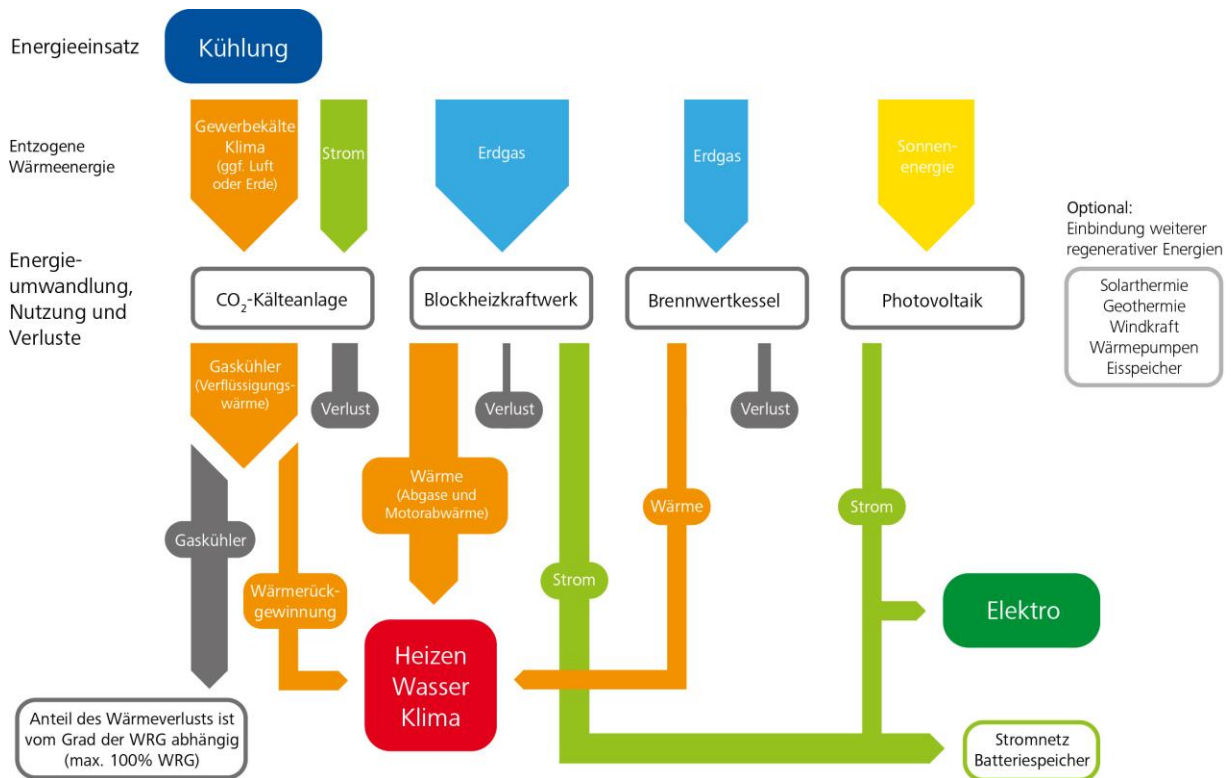 Energieeinsatz
Kühlung
Entzogene
Wärmeenergie
Gewerbekälte
Klima
(ggf. Luft
oder Erde)
Strom
Erdgas
Erdgas
Sonnen-
energie
Optional:
Einbindung weiterer
regenerativer Energien
Solarthermie
Geothermie
Windkraft
Wärmepumpen
Eisspeicher
Energie-
umwandlung,
Nutzung und
Verluste
CO₂-Kälteanlage
Blockheizkraftwerk
Brennwertkessel
Photovoltaik
Gaskühler
(Verflüssigungs-
wärme)
Verlust
Verlust
Verlust
Wärme
(Abgase und
Motorabwärme)
Wärme
Strom
Gaskühler
Wärmerück-
gewinnung
Strom
Elektro
Heizen
Wasser
Klima
Anteil des Wärmeverlusts ist
vom Grad der WRG abhängig
(max. 100% WRG)
Stromnetz
Batteriespeicher